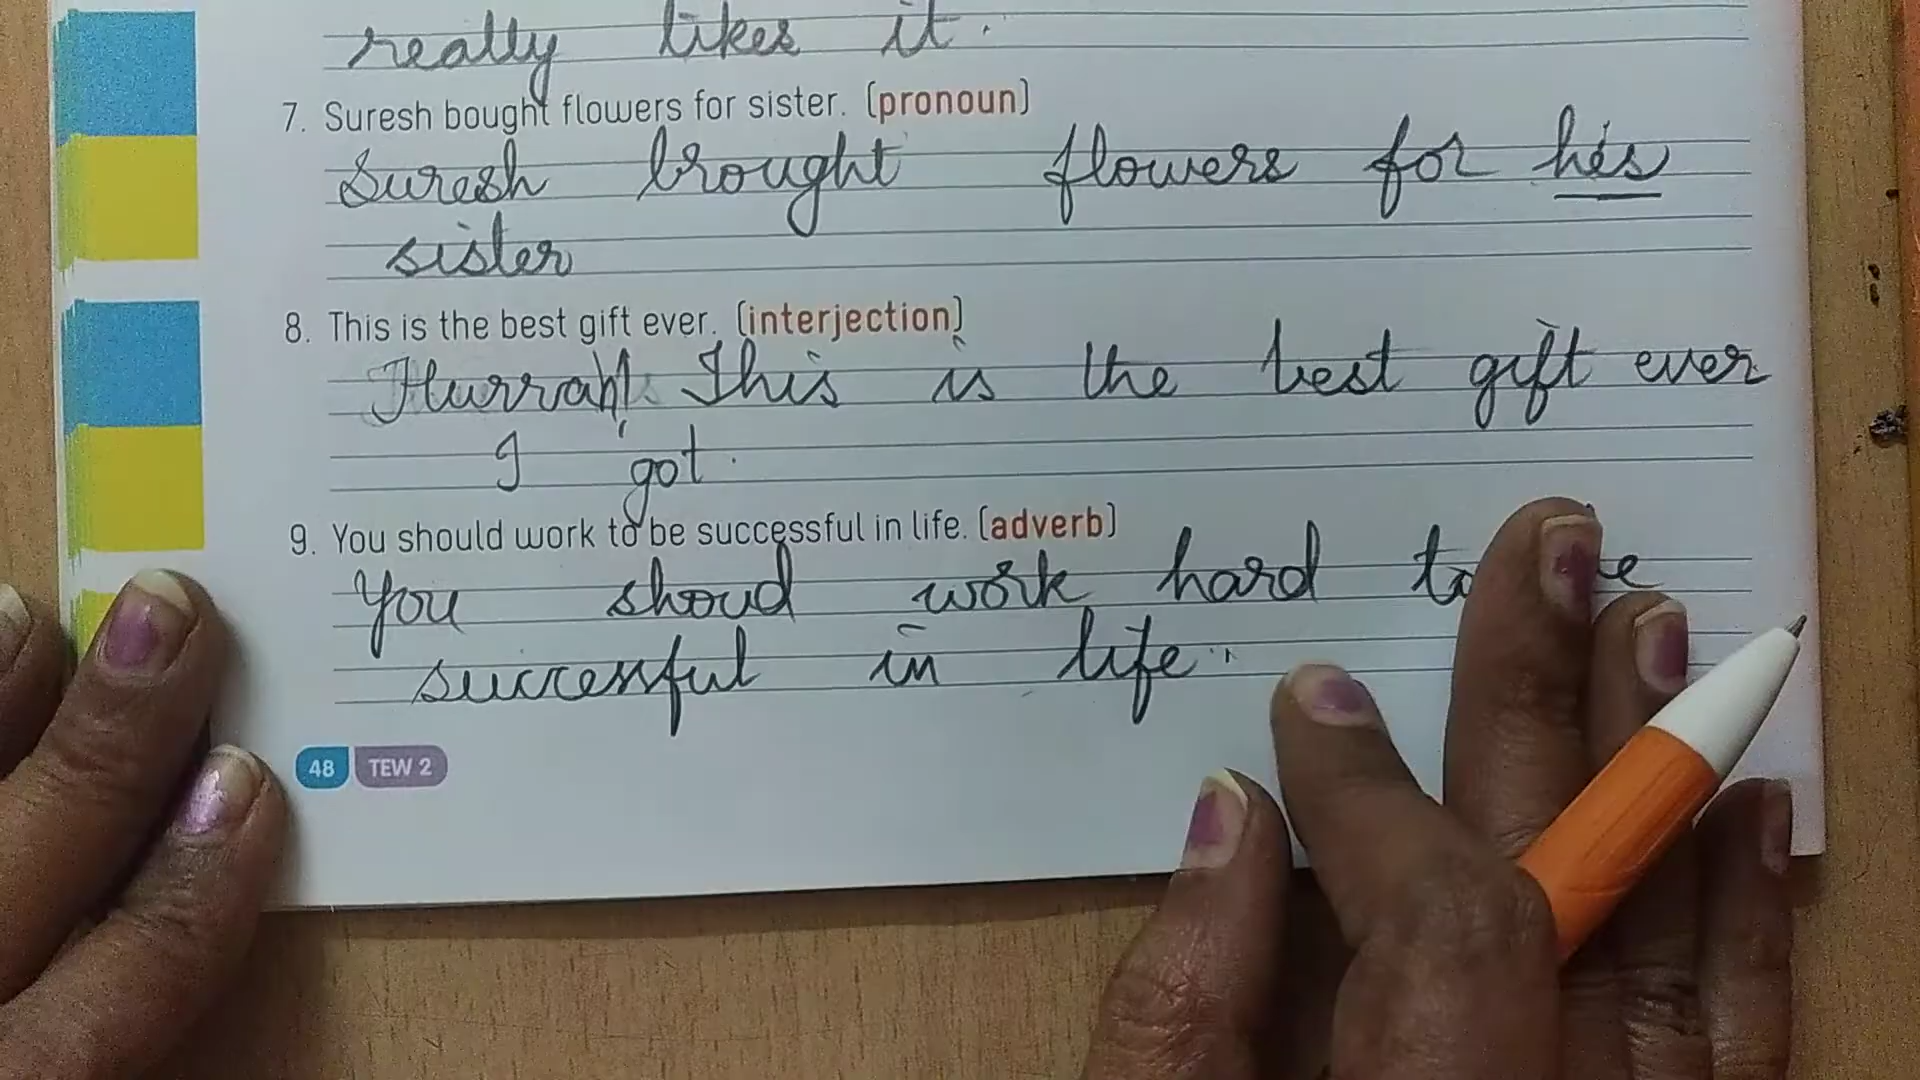 really likes it.
7. Suresh bought flowers for sister. (pronoun)
Suresh brought flowers for his
sister
8. This is the best gift ever. (interjection)
Hurrah! This is the best gift ever
I got.
9. You should work to be successful in life. (adverb)
You shoud work hard to
successful in life.
48 TEW 2